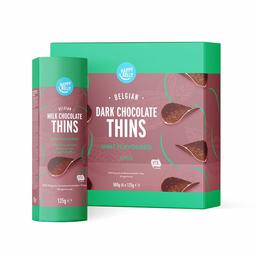 HAPPY
BELLY
BELGIAN
MILK CHOCOLATE
THINS
125g
HAPPY
BELLY
BELGIAN
DARK CHOCOLATE
THINS
MINT FLAVOURED
500g (4 x 125g)